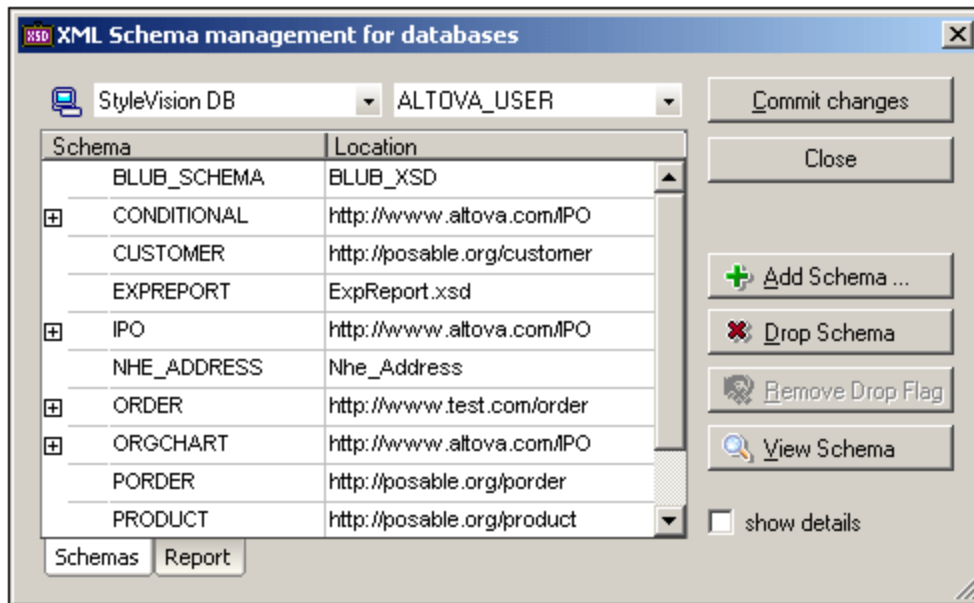 XSD XML Schema management for databases
StyleVision DB ALTOVA_USER
Commit changes
Close
Schema Location
BLUB_SCHEMA BLUB_XSD
CONDITIONAL http://www.altova.com/IPO
CUSTOMER http://posable.org/customer
EXPREPORT ExpReport.xsd
IPO http://www.altova.com/IPO
NHE_ADDRESS Nhe_Address
ORDER http://www.test.com/order
ORGCHART http://www.altova.com/IPO
PORDER http://posable.org/porder
PRODUCT http://posable.org/product
Add Schema ...
Drop Schema
Remove Drop Flag
View Schema
show details
Schemas Report